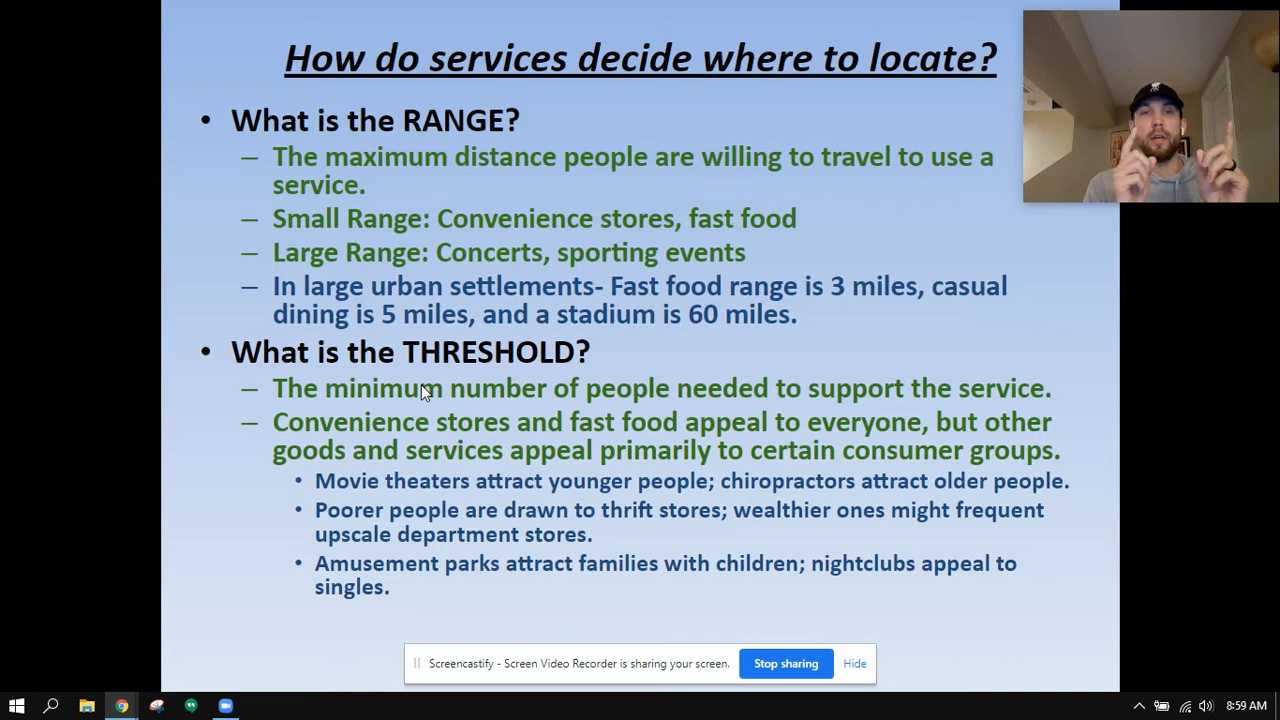 How do services decide where to locate?
• What is the RANGE?
– The maximum distance people are willing to travel to use a
service.
– Small Range: Convenience stores, fast food
– Large Range: Concerts, sporting events
– In large urban settlements- Fast food range is 3 miles, casual
dining is 5 miles, and a stadium is 60 miles.
• What is the THRESHOLD?
– The minimum number of people needed to support the service.
– Convenience stores and fast food appeal to everyone, but other
goods and services appeal primarily to certain consumer groups.
• Movie theaters attract younger people; chiropractors attract older people.
• Poorer people are drawn to thrift stores; wealthier ones might frequent
upscale department stores.
• Amusement parks attract families with children; nightclubs appeal to
singles.
Screencastify - Screen Video Recorder is sharing your screen. Stop sharing Hide
8:59 AM